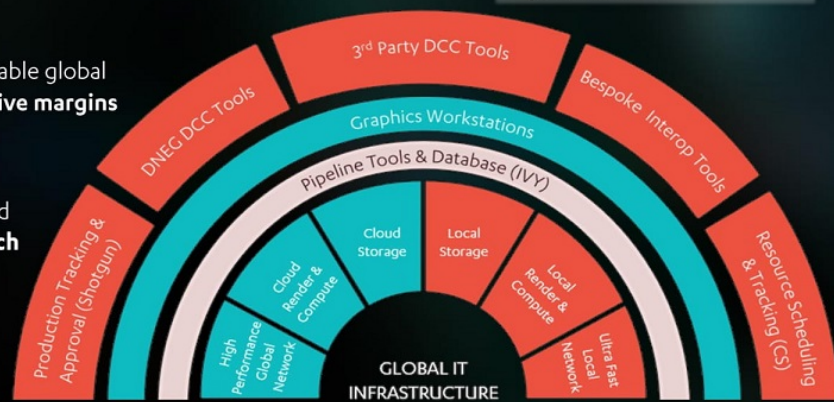 able global
ive margins
d
ch
3rd Party DCC Tools
DNEG DCC Tools
Bespoke Interop Tools
Production Tracking &
Approval (Shotgun)
Resource Scheduling
& Tracking (CS)
Graphics Workstations
Pipeline Tools & Database (IVY)
Cloud
Storage
Local
Storage
Cloud
Render &
Compute
Local
Render &
Compute
High
Performance
Global
Network
Ultra Fast
Local
Network
GLOBAL IT
INFRASTRUCTURE